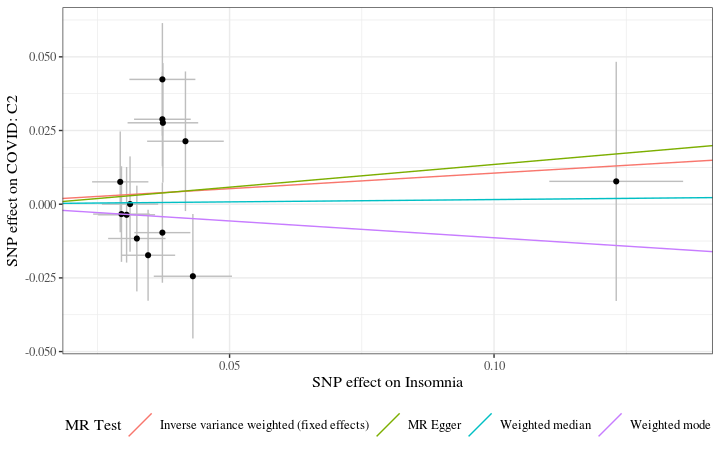 SNP effect on COVID: C2
0.050
0.025
0.000
-0.025
-0.050
0.05
0.10
SNP effect on Insomnia
MR Test
Inverse variance weighted (fixed effects)
MR Egger
Weighted median
Weighted mode